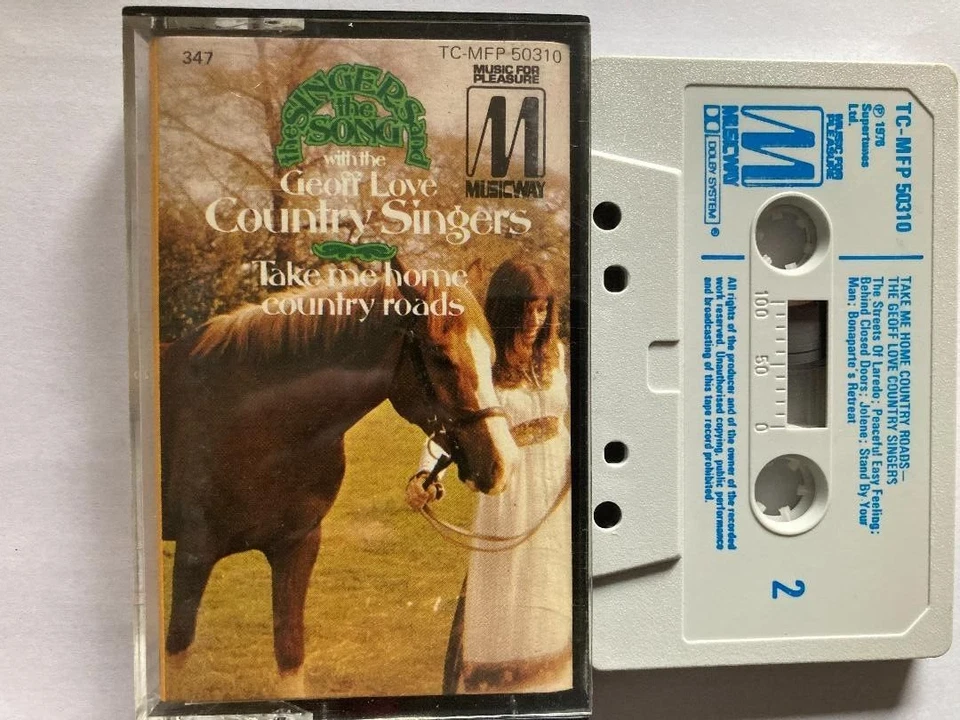 347
TC-MFP 50310
MUSIC FOR
PLEASURE
MUSICWAY
the SINGERS and
the
SONG
with the
Geoff Love
Country Singers
Take me home
country roads
TC-MFP 50310
℗ 1976
Supertunes
Ltd.
MUSIC FOR
PLEASURE
MUSICWAY
DOLBY SYSTEM ®
TAKE ME HOME COUNTRY ROADS—
THE GEOFF LOVE COUNTRY SINGERS
The Streets Of Laredo; Peaceful Easy Feeling;
Behind Closed Doors; Jolene; Stand By Your
Man; Bonaparte's Retreat
100 50 0
All rights of the producer and of the owner of the recorded
work reserved. Unauthorised copying, public performance
and broadcasting of this tape record prohibited.
2